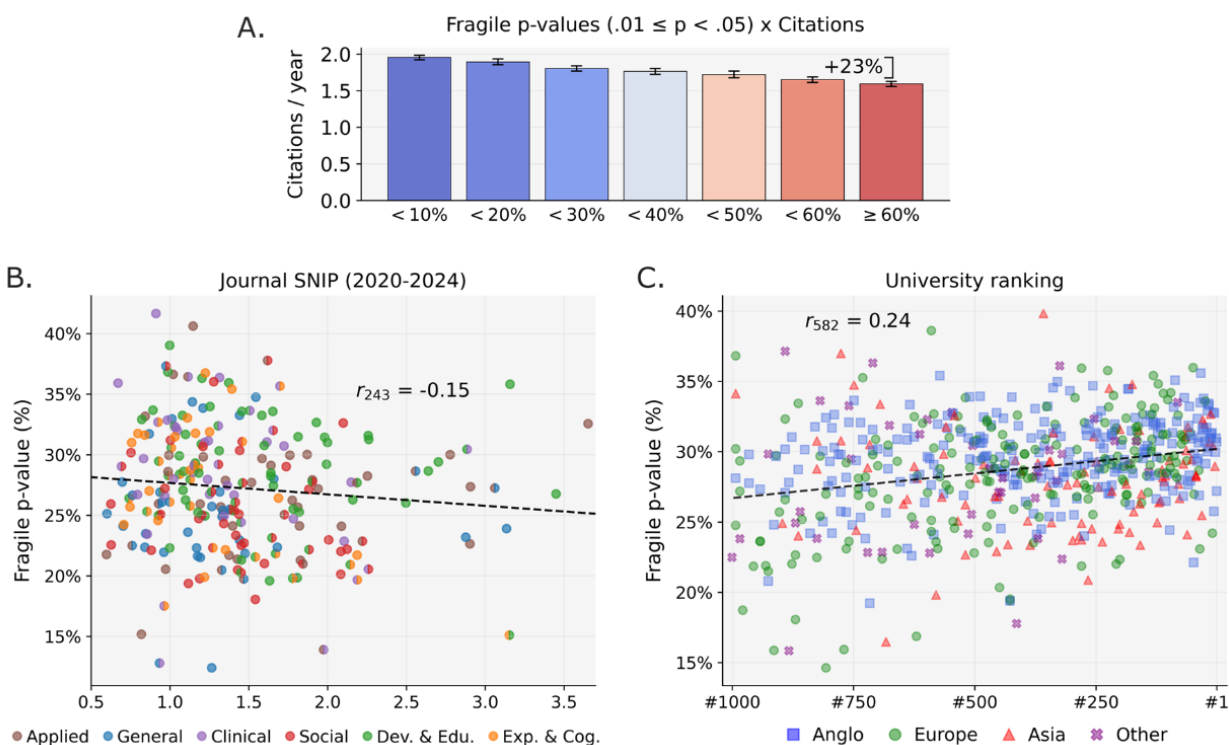 A.
Fragile p-values (.01 ≤ p < .05) x Citations
Citations / year
2.0
1.5
1.0
0.5
0.0
+23%
< 10%
< 20%
< 30%
< 40%
< 50%
< 60%
≥ 60%
B.
Journal SNIP (2020-2024)
Fragile p-value (%)
40%
35%
30%
25%
20%
15%
r243 = -0.15
0.5
1.0
1.5
2.0
2.5
3.0
3.5
Applied
General
Clinical
Social
Dev. & Edu.
Exp. & Cog.
C.
University ranking
Fragile p-value (%)
40%
35%
30%
25%
20%
15%
r582 = 0.24
#1000
#750
#500
#250
#1
Anglo
Europe
Asia
Other